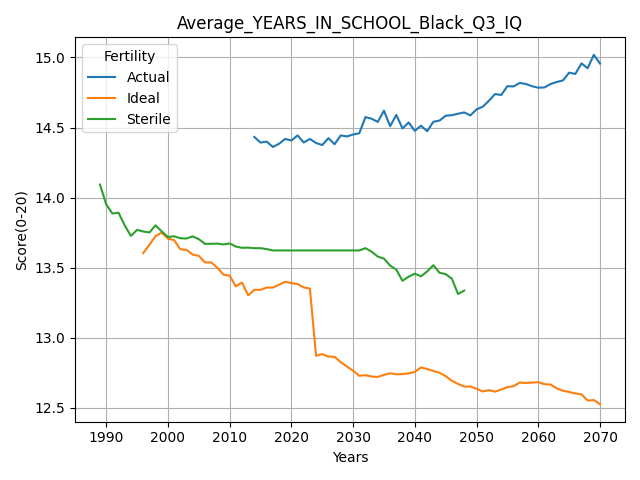 Average_YEARS_IN_SCHOOL_Black_Q3_IQ
Fertility
Actual
Ideal
Sterile
Score(0-20)
15.0
14.5
14.0
13.5
13.0
12.5
1990 2000 2010 2020 2030 2040 2050 2060 2070
Years